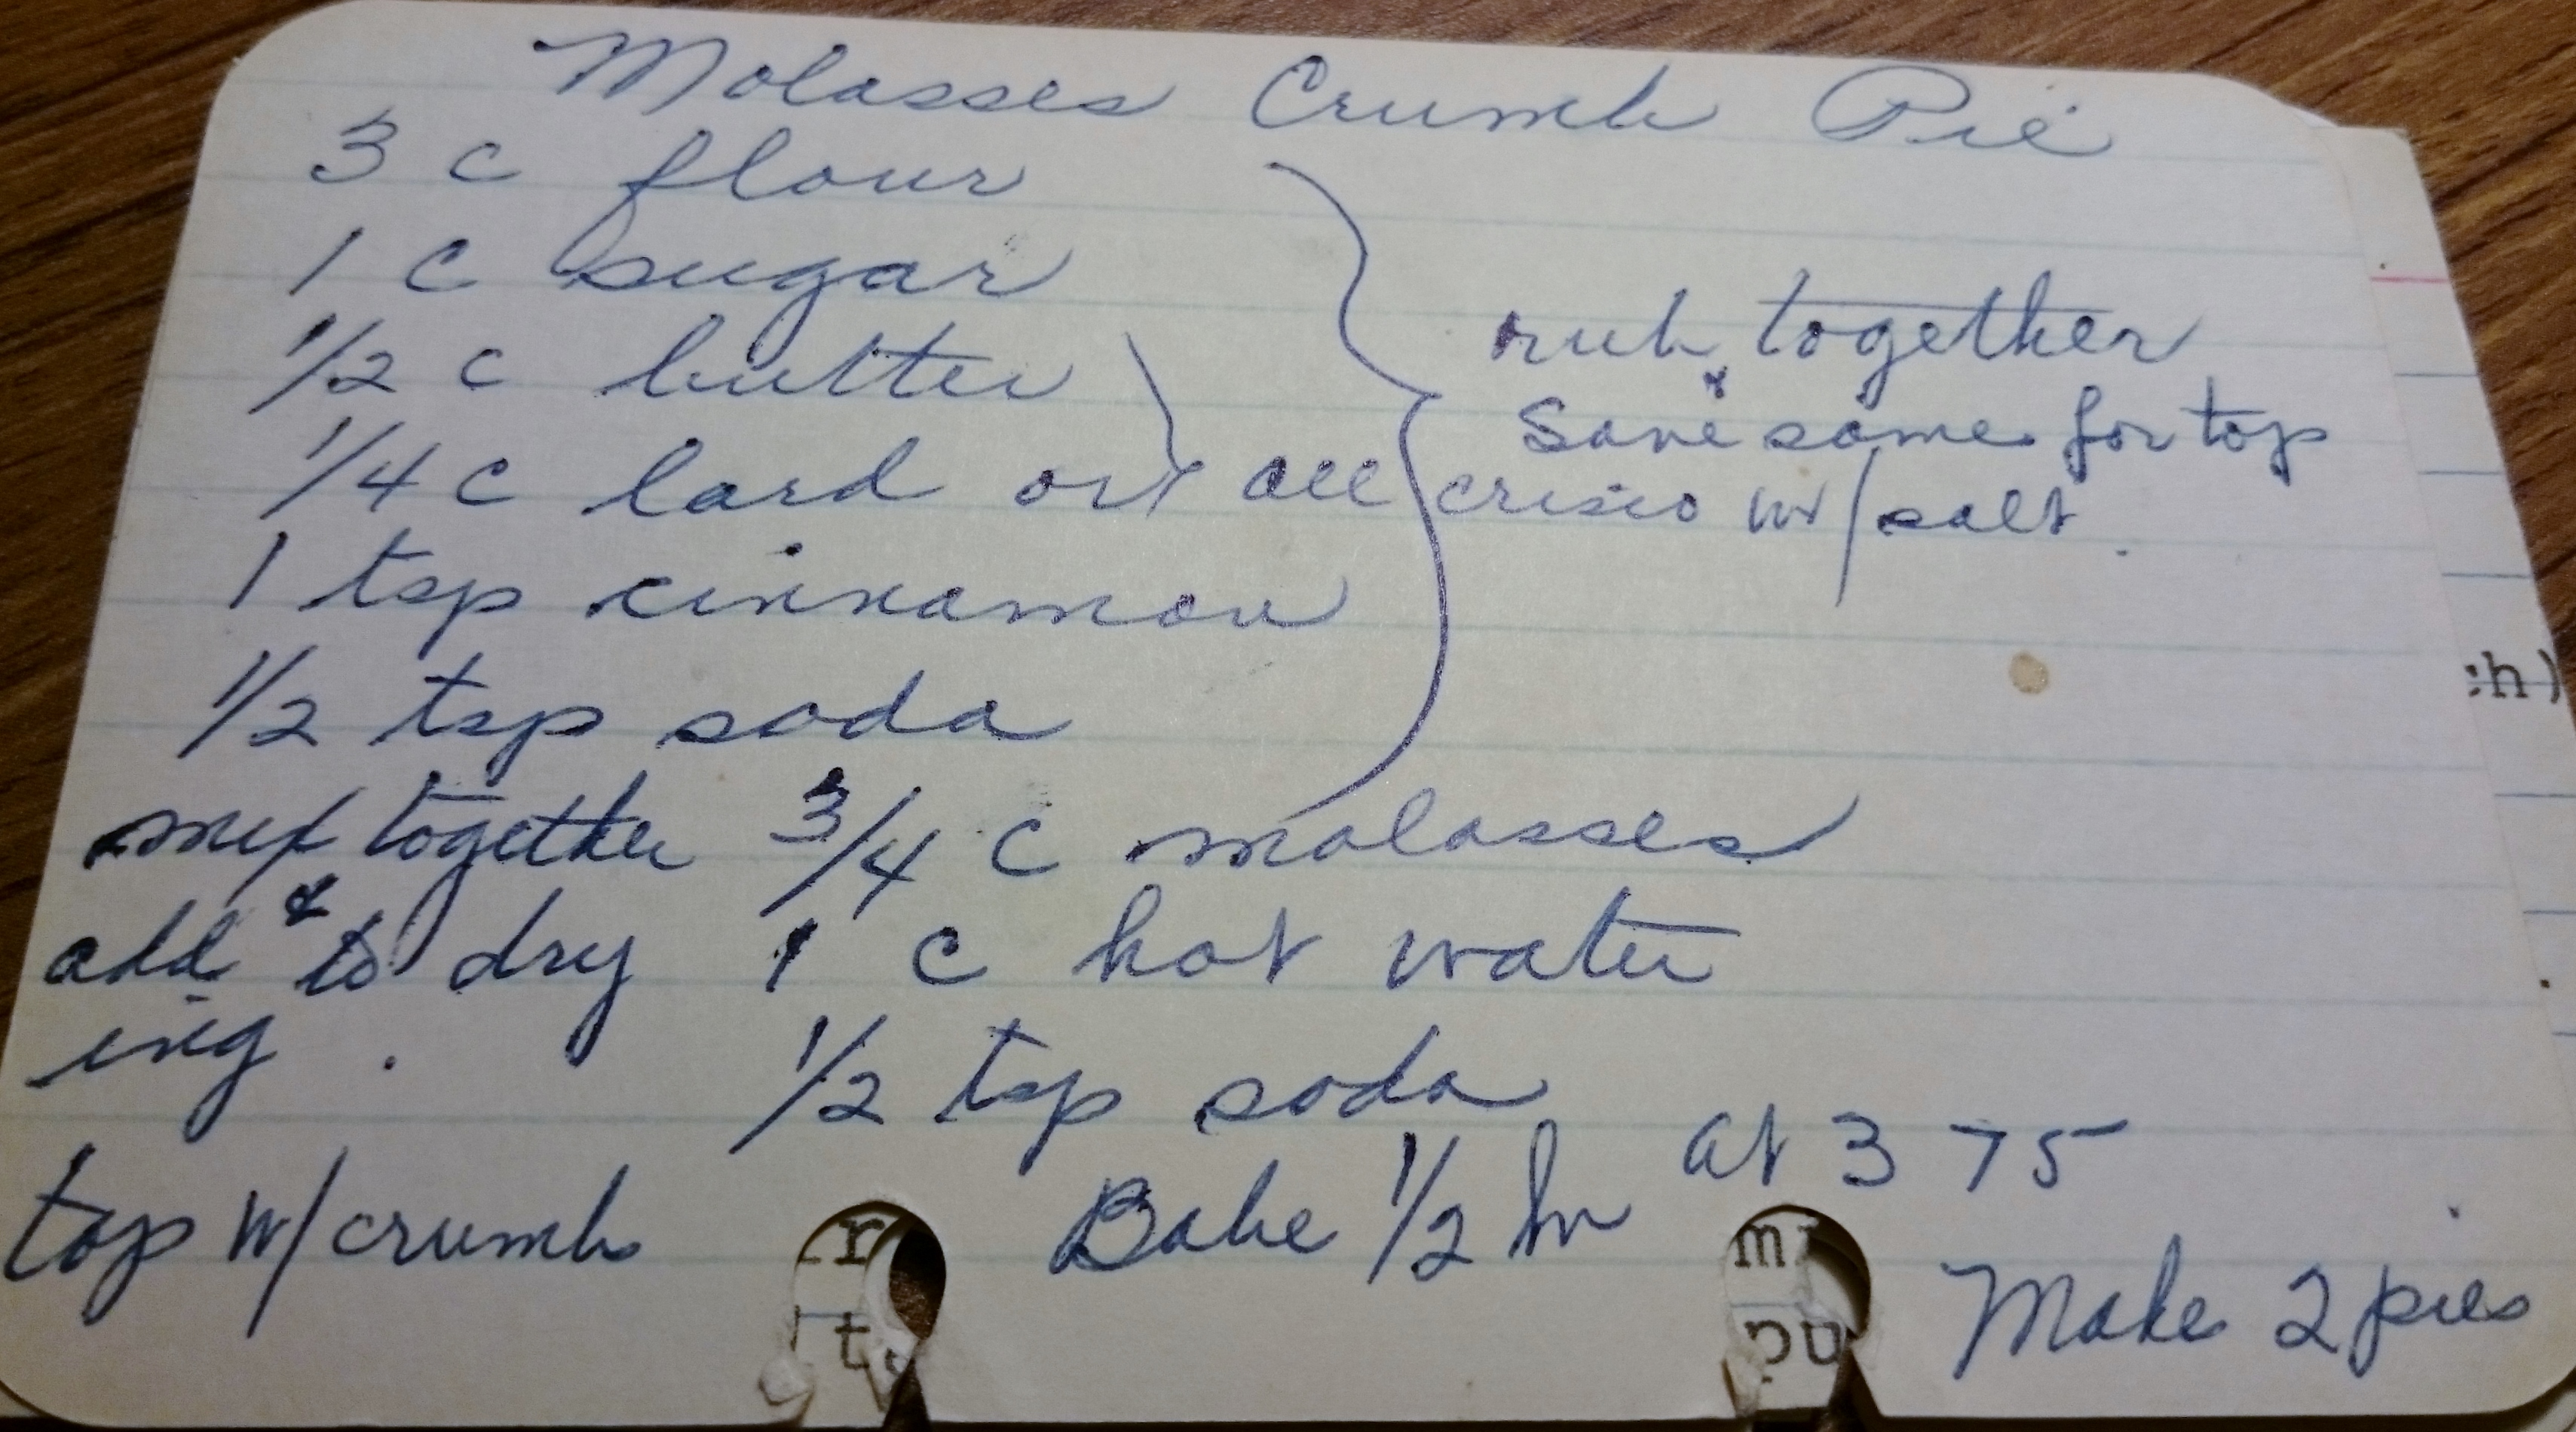 Molasses Crumb Pie
3 c flour
1 c sugar
1/2 c butter
rub together
& Save some for top
1/4 c lard or all crisco w/salt.
1 tsp cinnamon
1/2 tsp soda
mix together 3/4 c molasses
& add to dry 1 c hot water
ing. 1/2 tsp soda
top w/crumb Bake 1/2 hr at 375
Make 2 pies
:h)
r
t.
m
pu